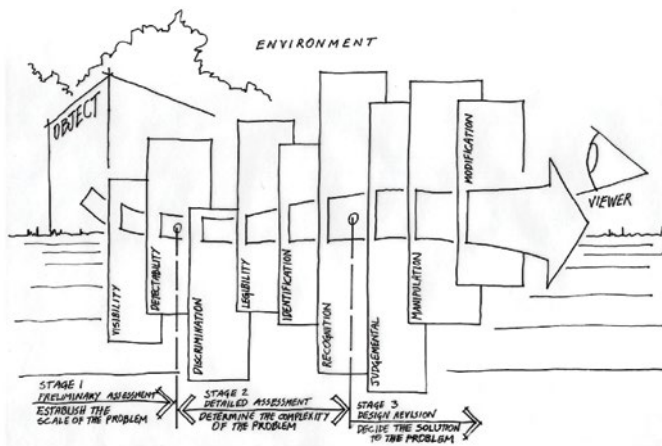 ENVIRONMENT
OBJECT
VIEWER
VISIBILITY
DETECTABILITY
DISCRIMINATION
LEGIBILITY
IDENTIFICATION
RECOGNITION
JUDGEMENTAL
MANIPULATION
MODIFICATION
STAGE 1
PRELIMINARY ASSESSMENT
ESTABLISH THE
SCALE OF THE PROBLEM
STAGE 2
DETAILED ASSESSMENT
DETERMINE THE COMPLEXITY
OF THE PROBLEM
STAGE 3
DESIGN REVISION
DECIDE THE SOLUTION
TO THE PROBLEM